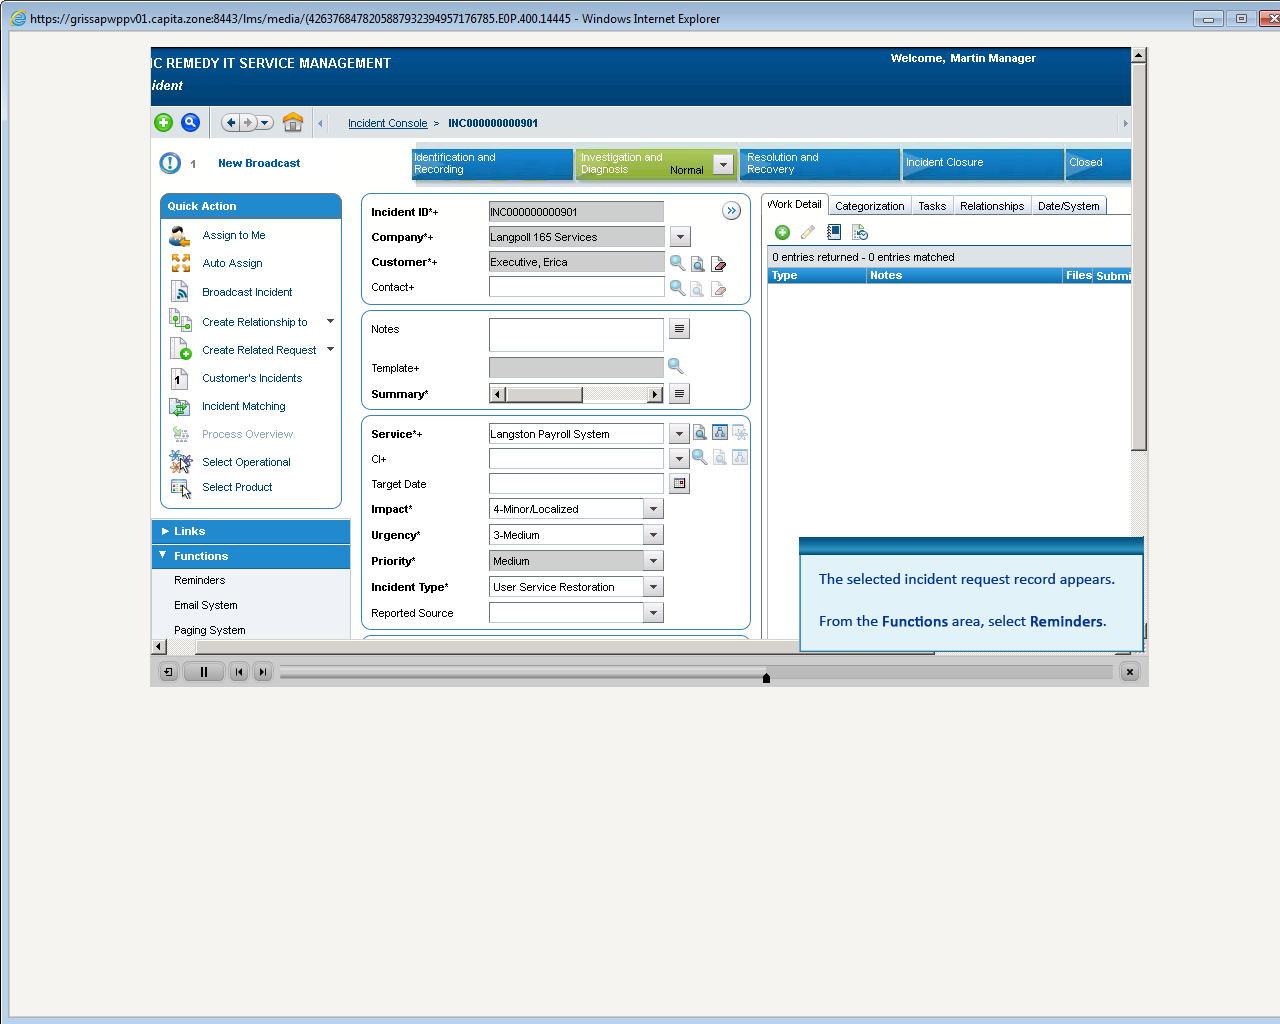 https://grissapwppv01.capita.zone:8443/lms/media/(4263768478205887932394957176785.E0P.400.14445 - Windows Internet Explorer
IC REMEDY IT SERVICE MANAGEMENT
Welcome, Martin Manager
ident
Incident Console > INC000000000901
1 New Broadcast
Identification and Recording
Investigation and Diagnosis Normal
Resolution and Recovery
Incident Closure
Closed
Quick Action
Assign to Me
Auto Assign
Broadcast Incident
Create Relationship to
Create Related Request
1 Customer's Incidents
Incident Matching
Process Overview
Select Operational
Select Product
Links
Functions
Reminders
Email System
Paging System
Incident ID*+ INC000000000901
Company*+ Langpoll 165 Services
Customer*+ Executive, Erica
Contact+
Notes
Template+
Summary*
Service*+ Langston Payroll System
CI+
Target Date
Impact* 4-Minor/Localized
Urgency* 3-Medium
Priority* Medium
Incident Type* User Service Restoration
Reported Source
Work Detail Categorization Tasks Relationships Date/System
0 entries returned - 0 entries matched
Type Notes Files Submi
The selected incident request record appears.
From the Functions area, select Reminders.